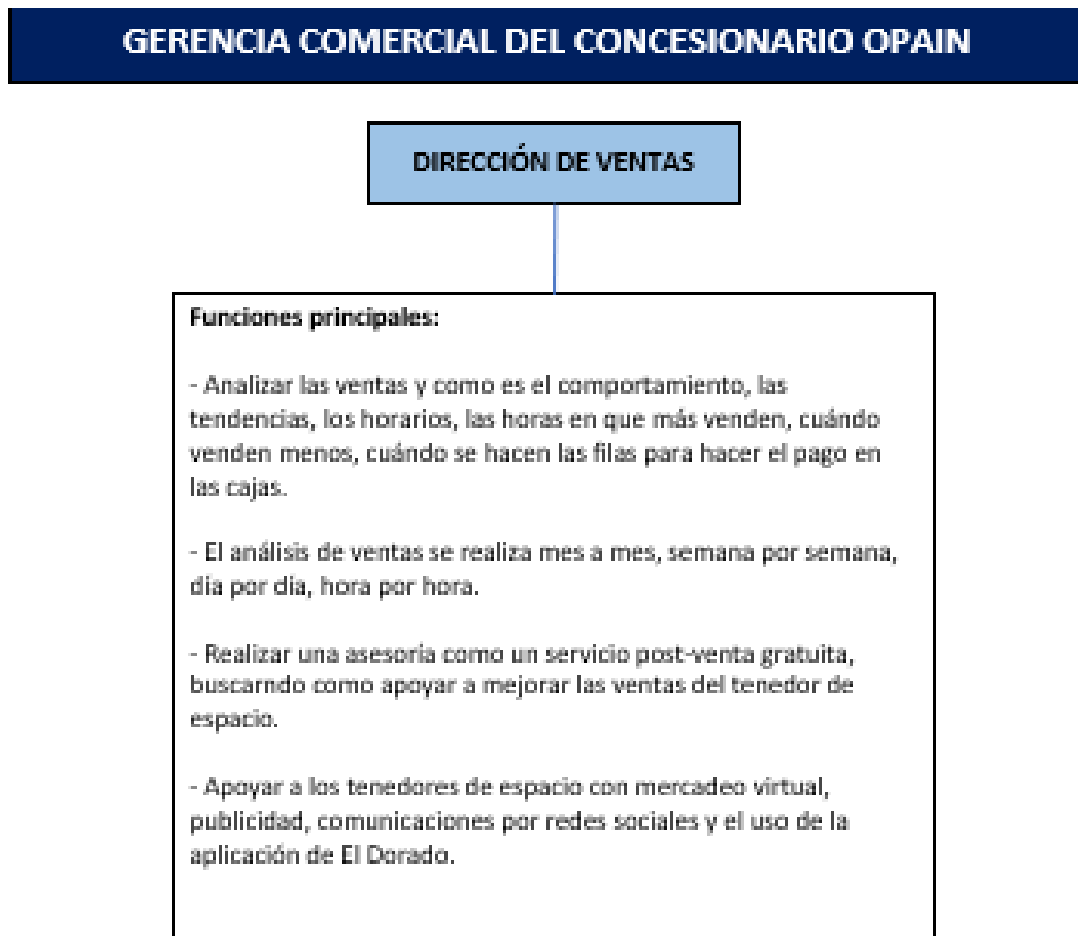 GERENCIA COMERCIAL DEL CONCESIONARIO OPAIN
DIRECCIÓN DE VENTAS
Funciones principales:
- Analizar las ventas y como es el comportamiento, las
tendencias, los horarios, las horas en que más venden, cuándo
venden menos, cuándo se hacen las filas para hacer el pago en
las cajas.
- El análisis de ventas se realiza mes a mes, semana por semana,
día por día, hora por hora.
- Realizar una asesoría como un servicio post-venta gratuita,
buscarndo como apoyar a mejorar las ventas del tenedor de
espacio.
- Apoyar a los tenedores de espacio con mercadeo virtual,
publicidad, comunicaciones por redes sociales y el uso de la
aplicación de El Dorado.